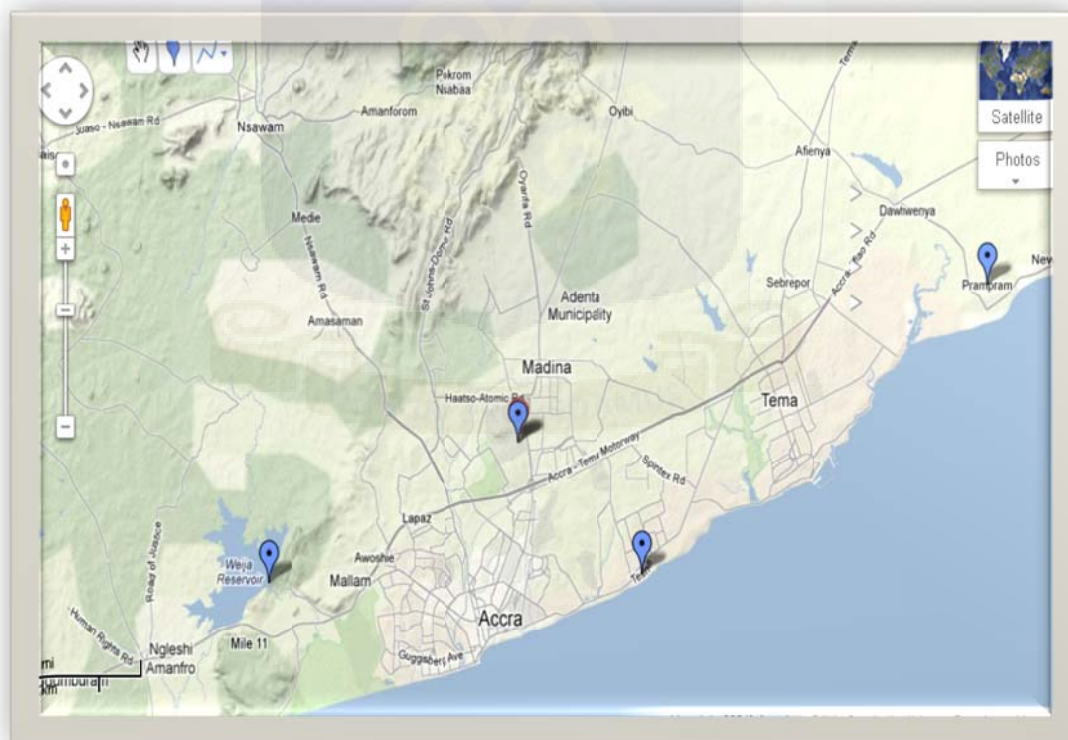 Pokrom
Nsabaa
Tema
Satellite
Amanforom
Oyibi
Nsawam
Afienya
Photos
Oyarifa Rd
Medie
Dawhwenya
Nsawam Rd
St Johns-Dome Rd
Accra
Rd
New
Sebrepor
Prampram
Adenta
Municipality
Amasaman
Madina
Haatso-Atomic
Tema
Accra - Tema Motorway
Spintex Rd
Lapaz
Road of Justice
Weija
Reservoir
Awoshie
Mallam
Accra
Human Rights Rd
Mile 11
Ngleshi
Amanfro
Guggisberg Ave
km